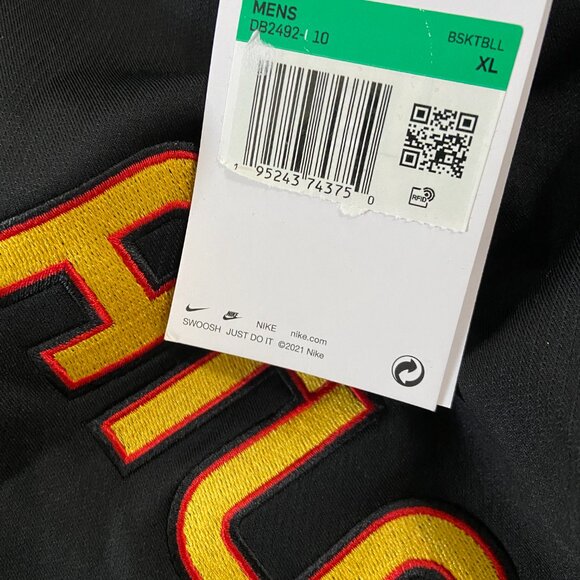 MENS
DB2492-010 BSKTBLL
XL
1 95243 74375 0
RFID
NIKE
NIKE nike.com
SWOOSH JUST DO IT ©2021 Nike